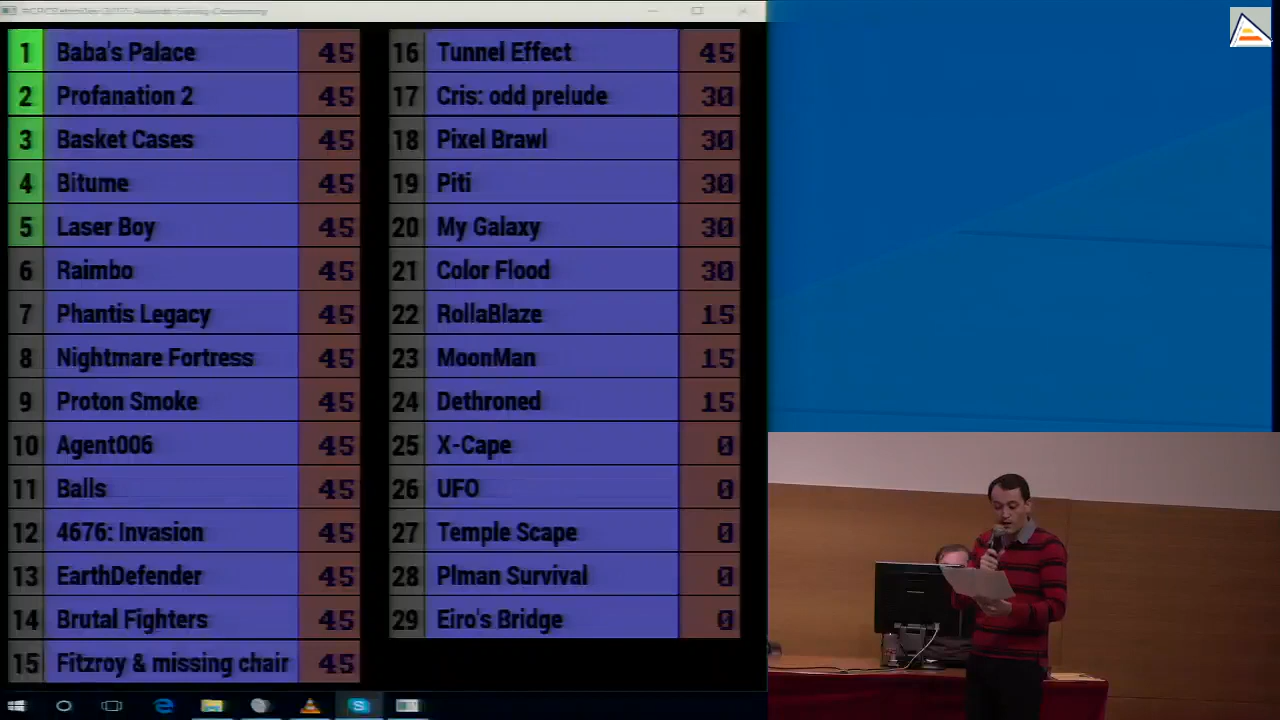 1 Baba's Palace 45
2 Profanation 2 45
3 Basket Cases 45
4 Bitume 45
5 Laser Boy 45
6 Raimbo 45
7 Phantis Legacy 45
8 Nightmare Fortress 45
9 Proton Smoke 45
10 Agent006 45
11 Balls 45
12 4676: Invasion 45
13 EarthDefender 45
14 Brutal Fighters 45
15 Fitzroy & missing chair 45
16 Tunnel Effect 45
17 Cris: odd prelude 30
18 Pixel Brawl 30
19 Piti 30
20 My Galaxy 30
21 Color Flood 30
22 RollaBlaze 15
23 MoonMan 15
24 Dethroned 15
25 X-Cape 0
26 UFO 0
27 Temple Scape 0
28 Plman Survival 0
29 Eiro's Bridge 0